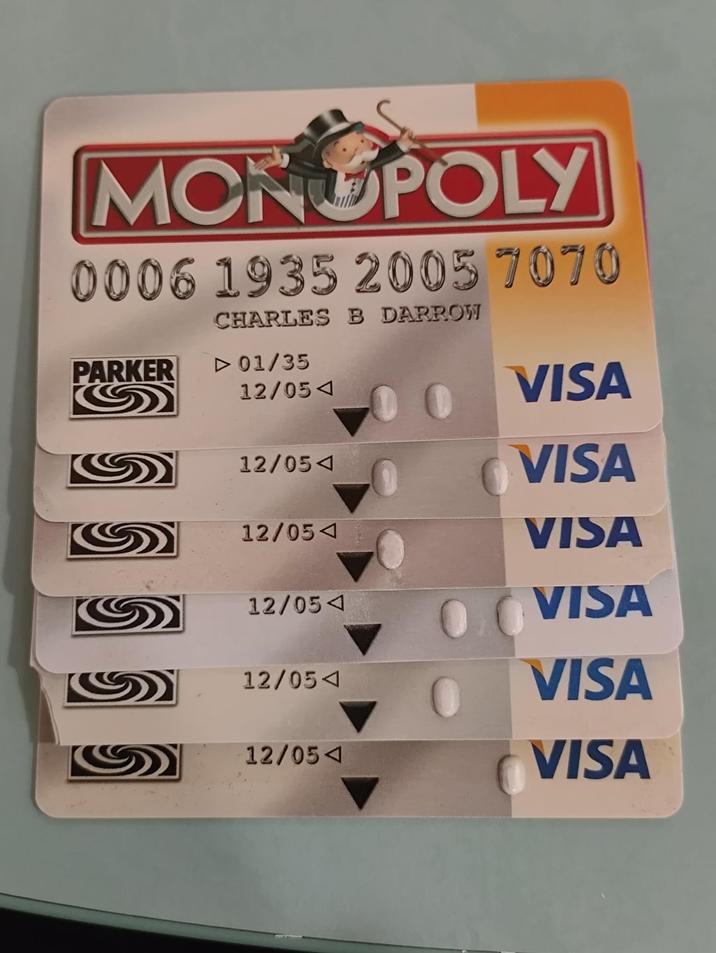 MONOPOLY
0006 1935 2005 7070
CHARLES B DARROW
PARKER
▷ 01/35
12/05 ◁
VISA
12/05 ◁
VISA
12/05 ◁
VISA
12/05 ◁
VISA
12/05 ◁
VISA
12/05 ◁
VISA